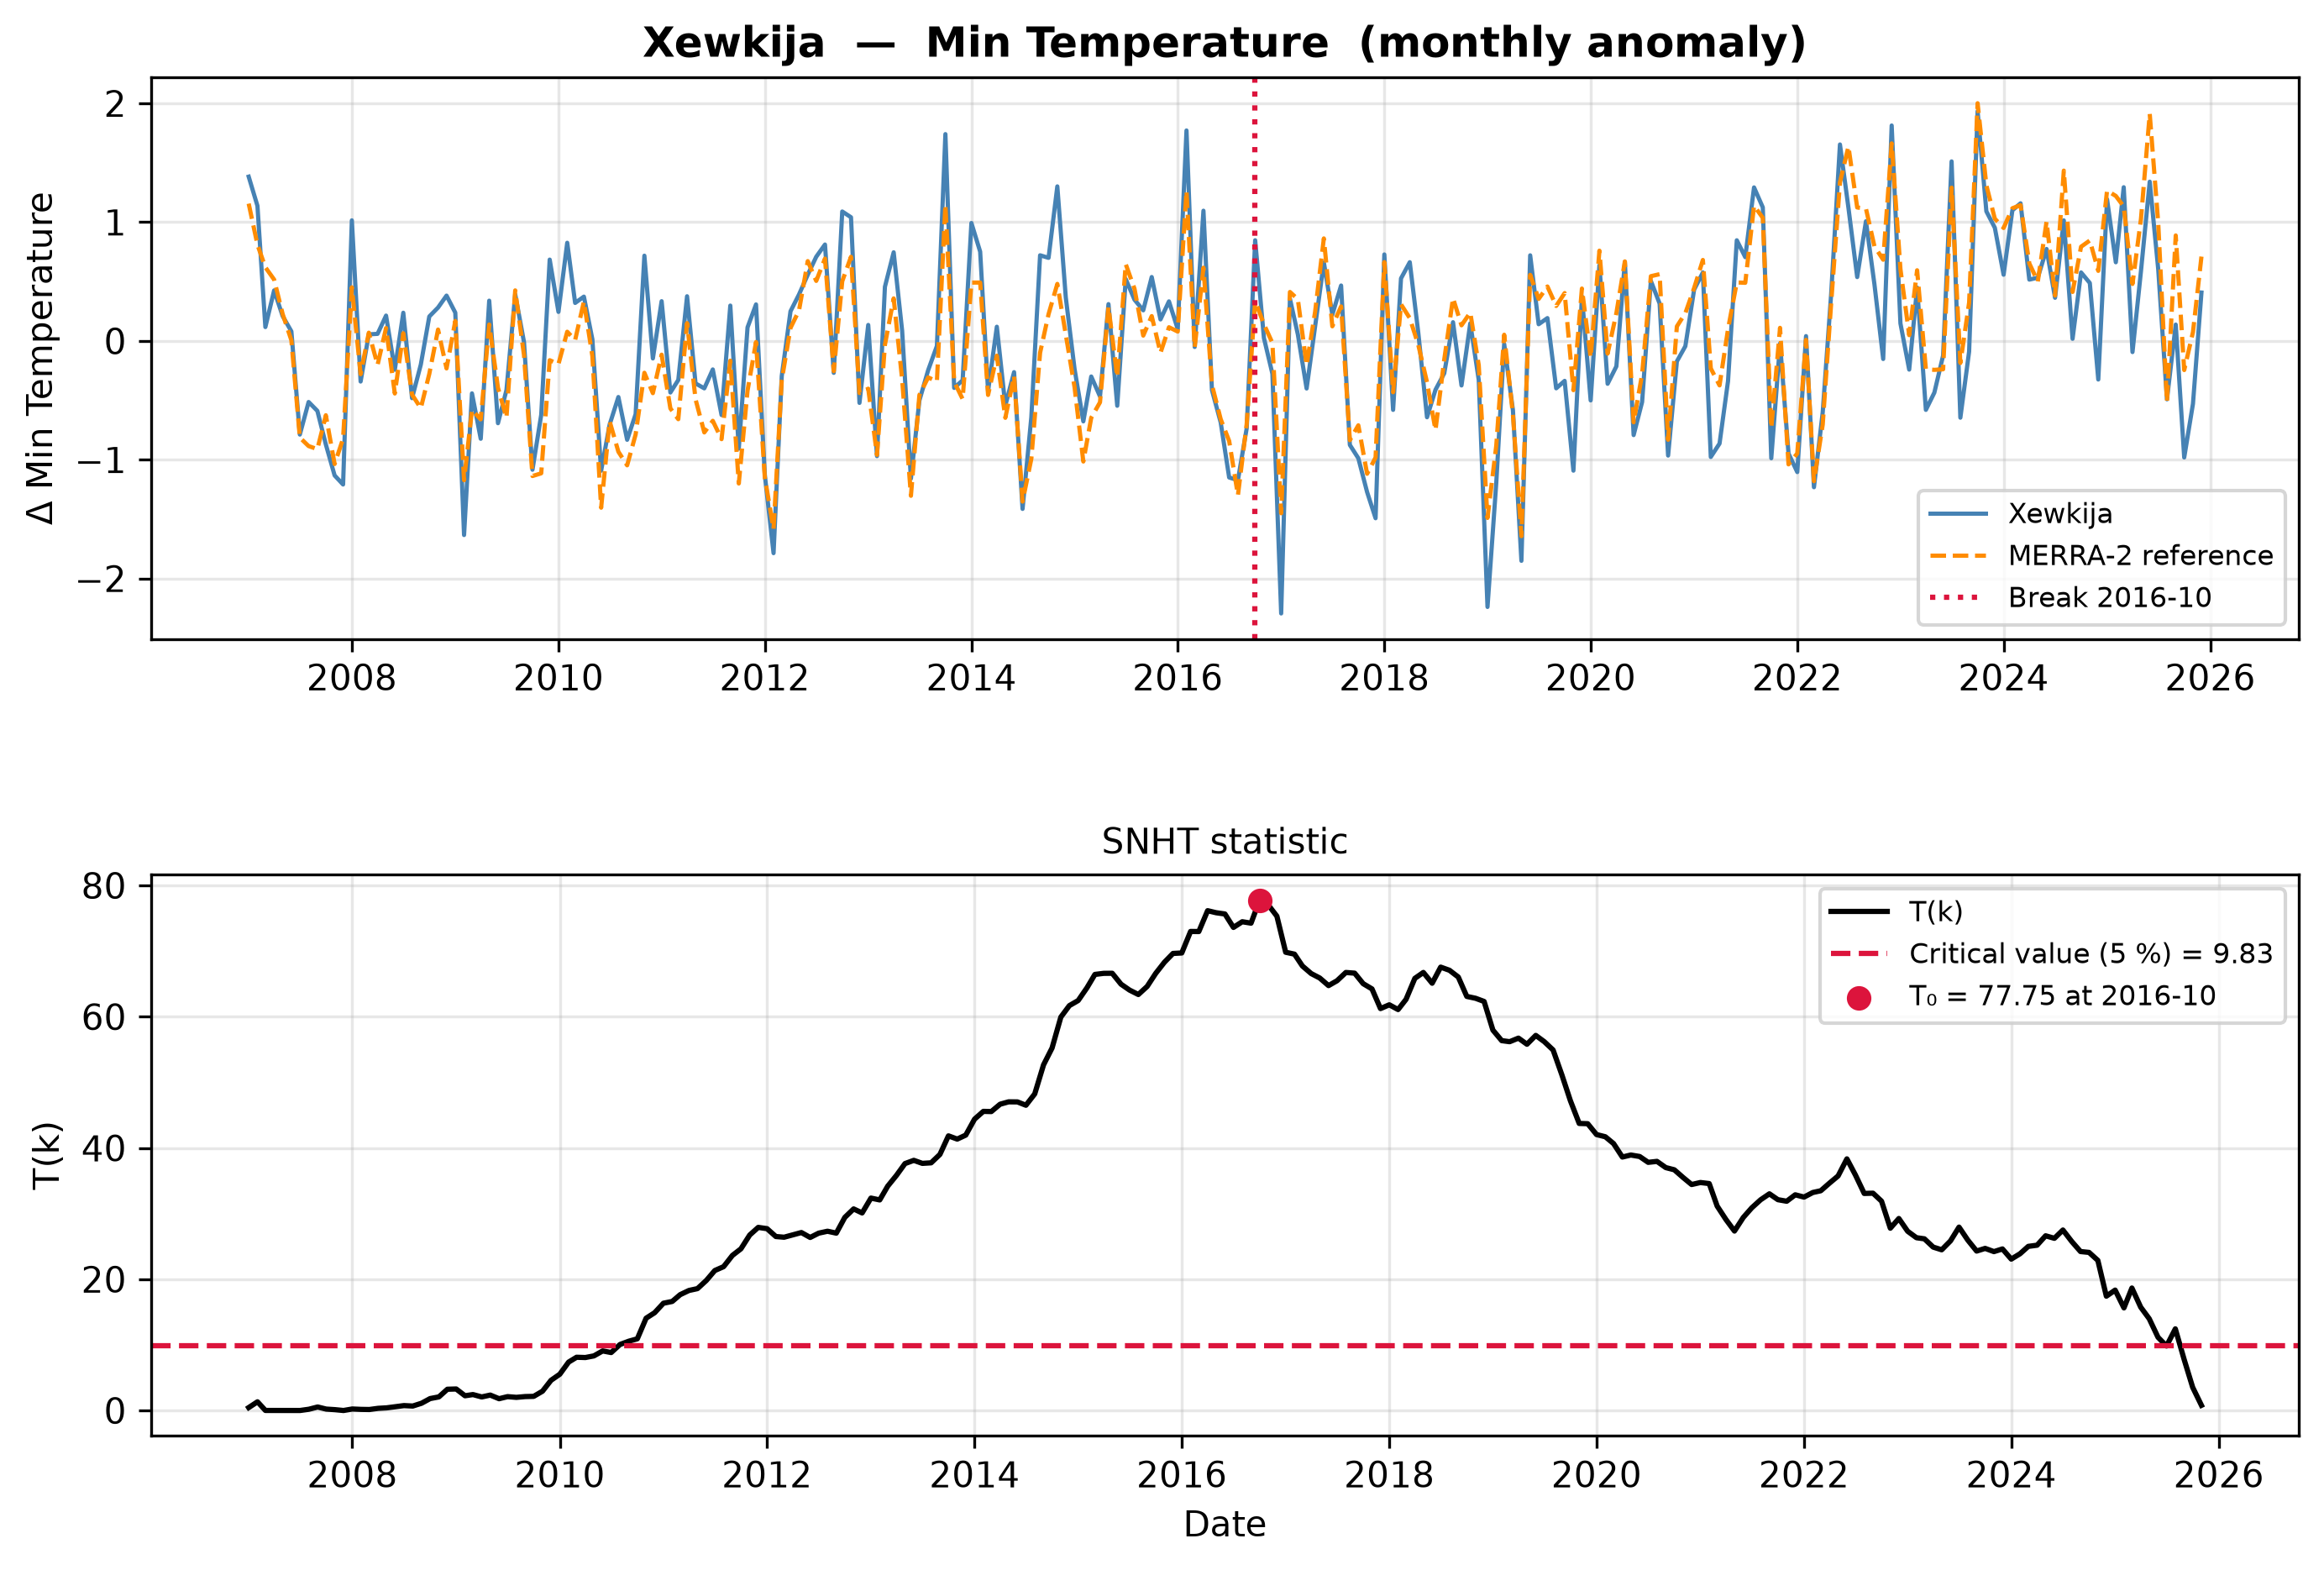 Xewkija — Min Temperature (monthly anomaly)
Δ Min Temperature
2
1
0
−1
−2
2008 2010 2012 2014 2016 2018 2020 2022 2024 2026
Xewkija
MERRA-2 reference
Break 2016-10
SNHT statistic
T(k)
80
60
40
20
0
T(k)
Critical value (5 %) = 9.83
T₀ = 77.75 at 2016-10
2008 2010 2012 2014 2016 2018 2020 2022 2024 2026
Date